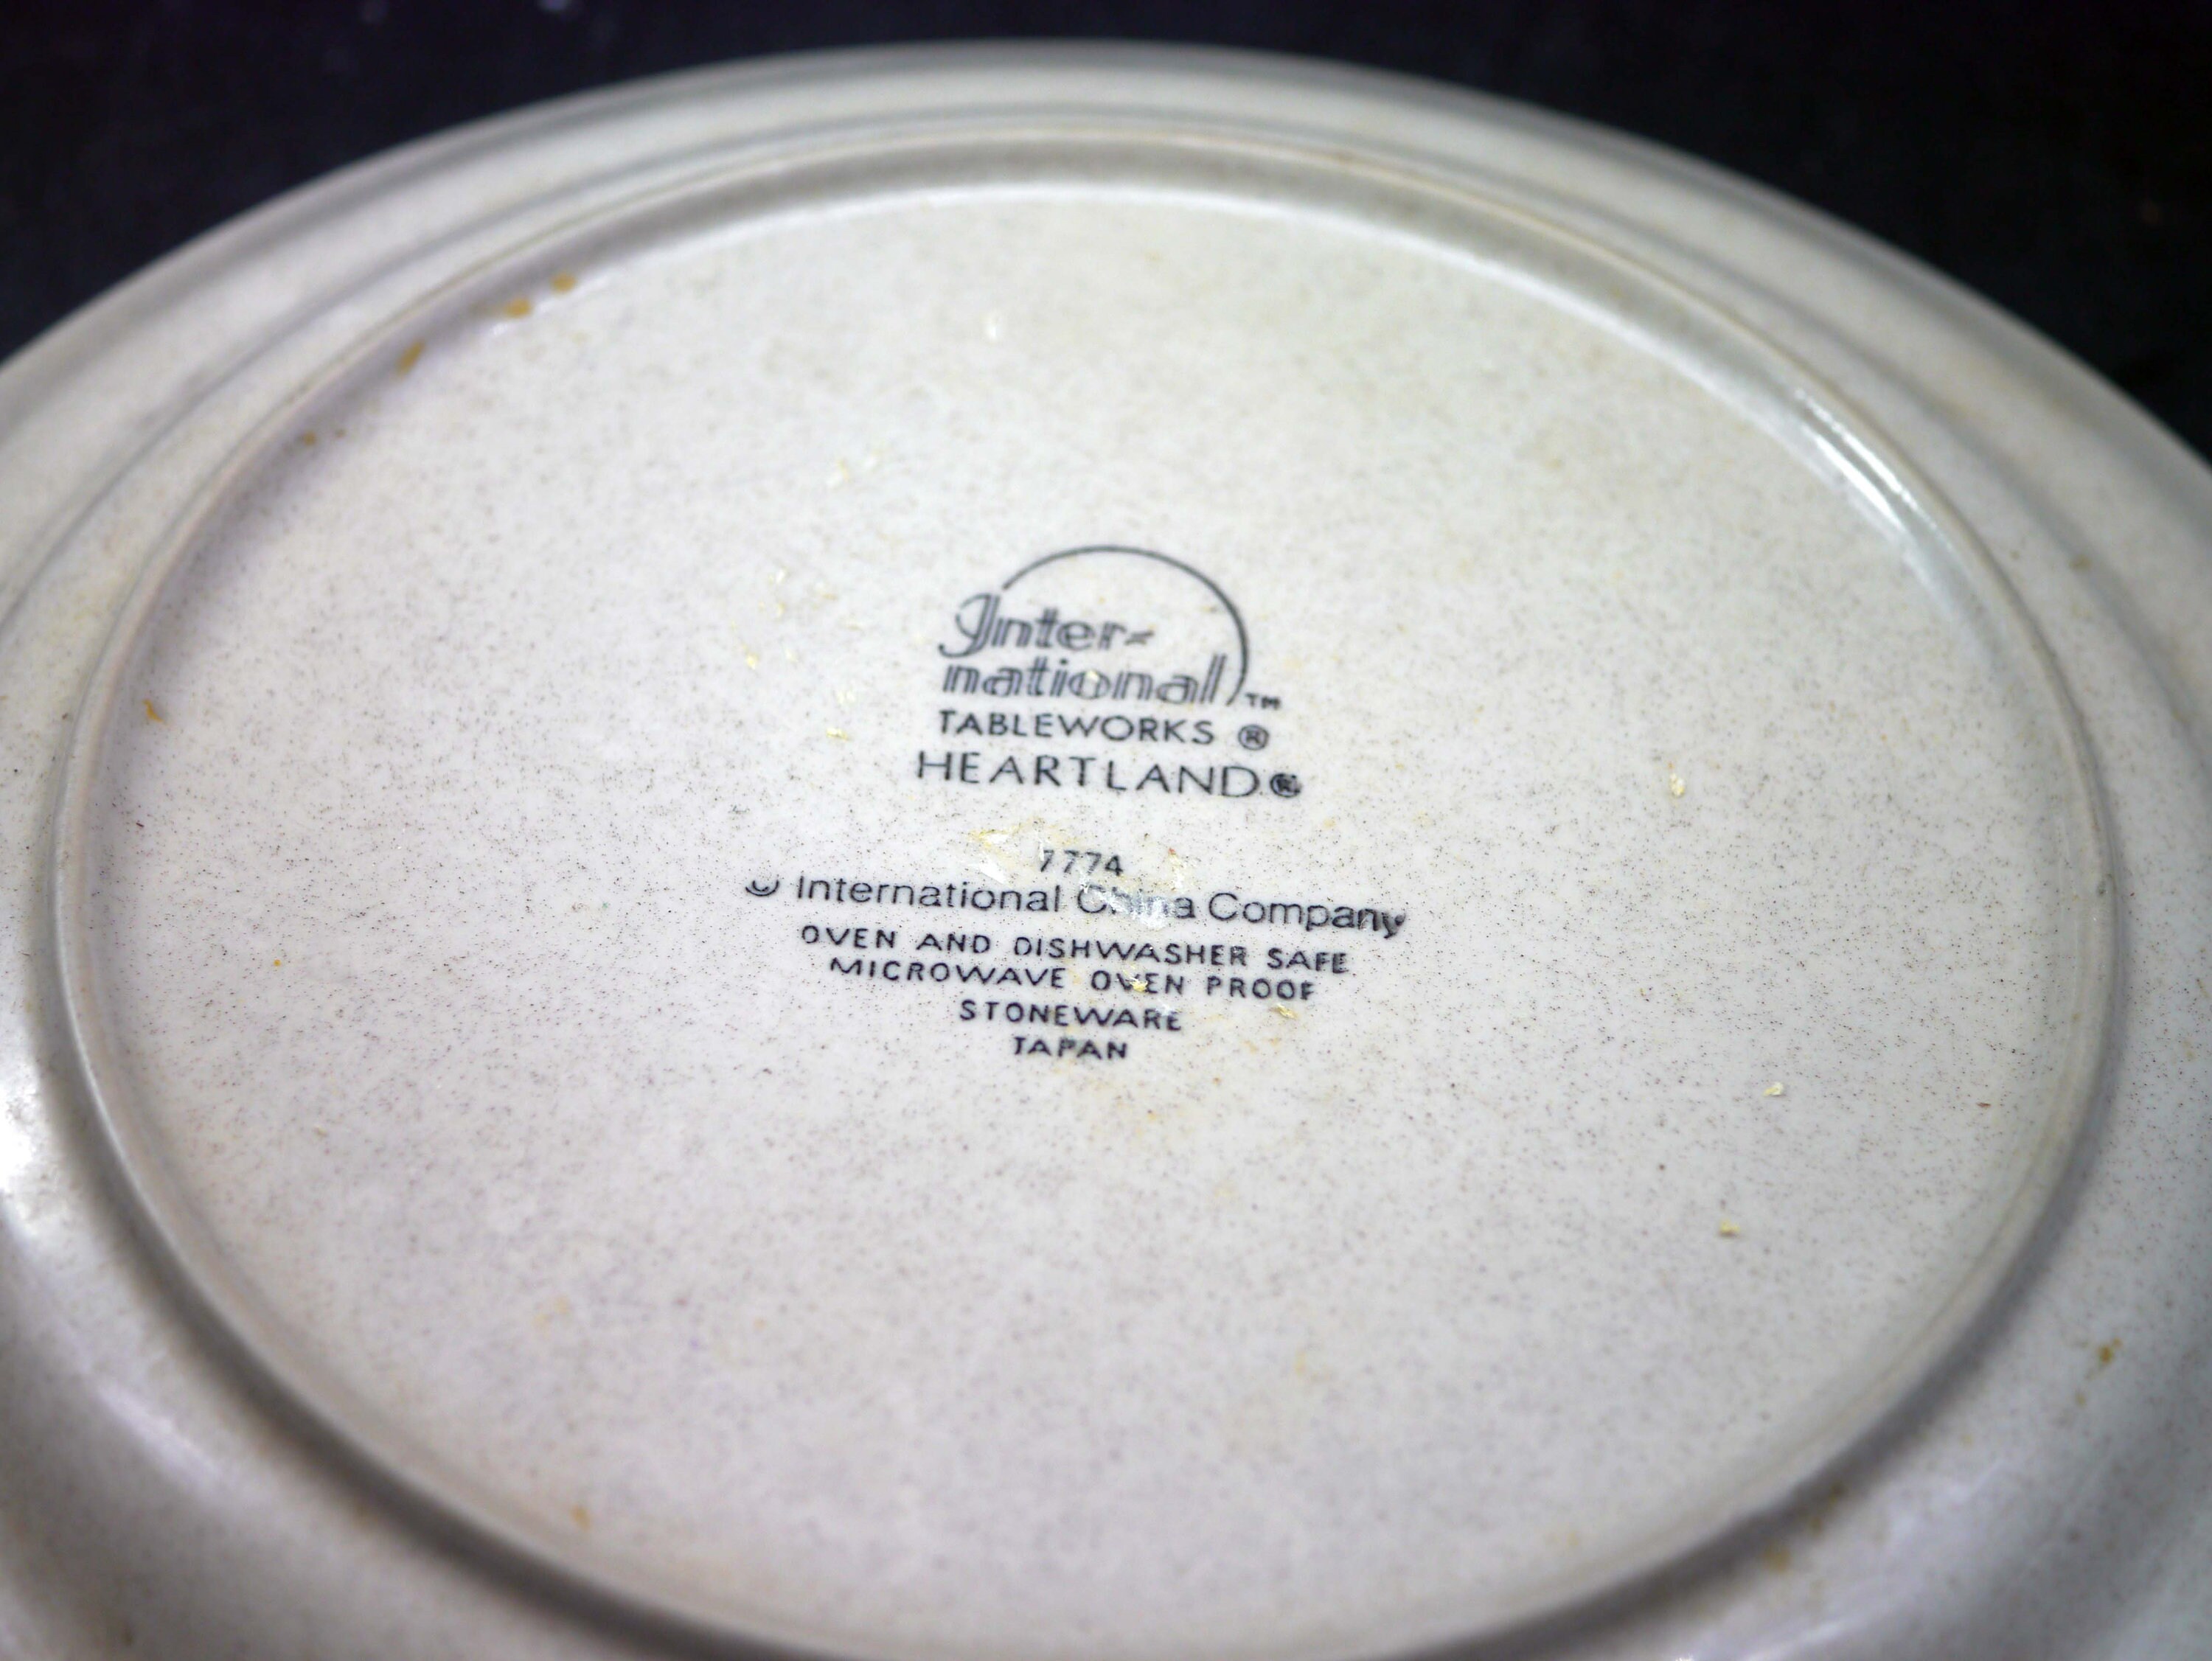 Inter-
national™
TABLEWORKS ®
HEARTLAND®
7774
© International China Company
OVEN AND DISHWASHER SAFE
MICROWAVE OVEN PROOF
STONEWARE
JAPAN